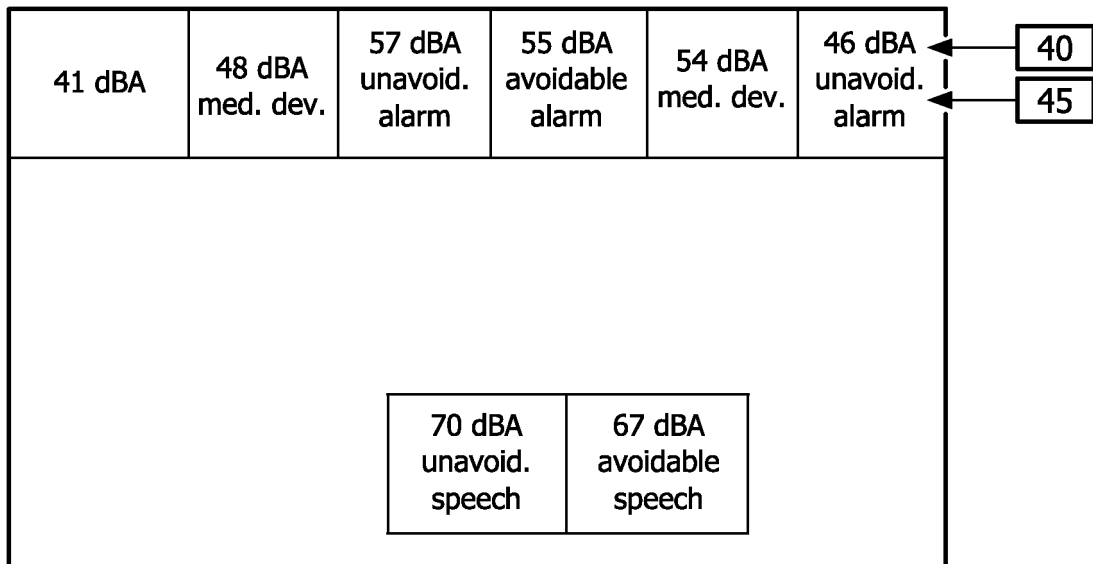 41 dBA
48 dBA
med. dev.
57 dBA
unavoid.
alarm
55 dBA
avoidable
alarm
54 dBA
med. dev.
46 dBA
unavoid.
alarm
40
45
70 dBA
unavoid.
speech
67 dBA
avoidable
speech